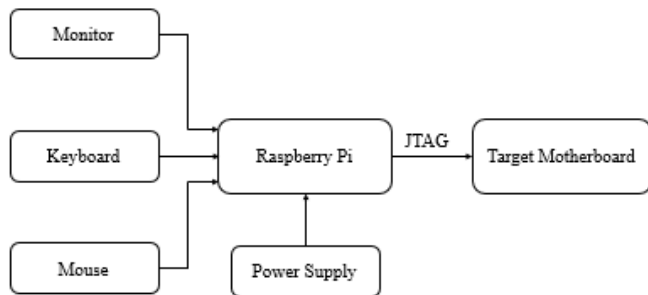 Monitor
Keyboard
Mouse
Raspberry Pi
Power Supply
JTAG
Target Motherboard